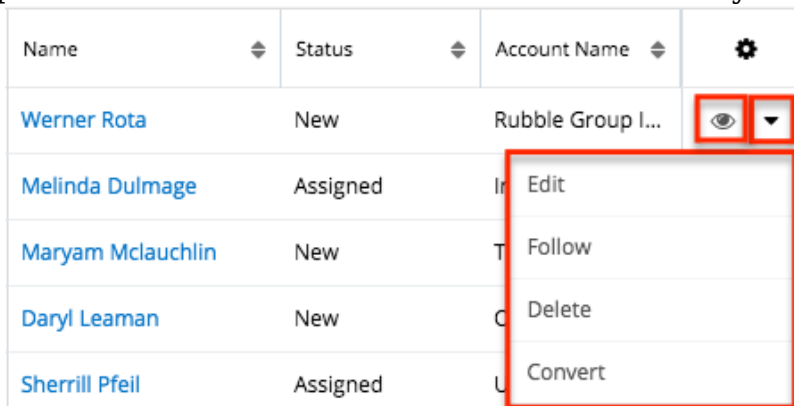 Name Status Account Name
Werner Rota New Rubble Group I...
Melinda Dulmage Assigned
Edit
Maryam Mclauchlin New
Follow
Daryl Leaman New
Delete
Sherrill Pfeil Assigned
Convert